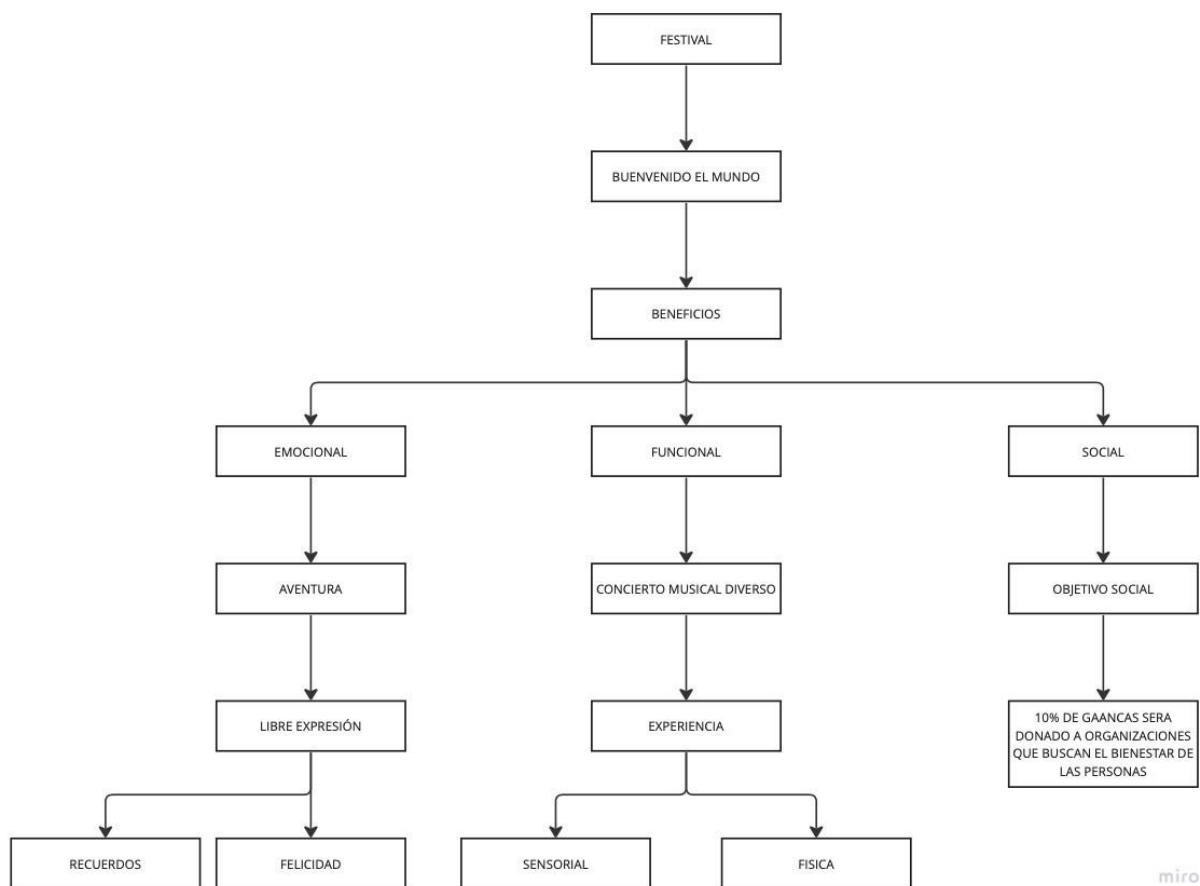 FESTIVAL
BUENVENIDO EL MUNDO
BENEFICIOS
EMOCIONAL
FUNCIONAL
SOCIAL
AVENTURA
CONCIERTO MUSICAL DIVERSO
OBJETIVO SOCIAL
LIBRE EXPRESIÓN
EXPERIENCIA
10% DE GAANCAS SERA
DONADO A ORGANIZACIONES
QUE BUSCAN EL BIENESTAR DE
LAS PERSONAS
RECUERDOS
FELICIDAD
SENSORIAL
FISICA
miro